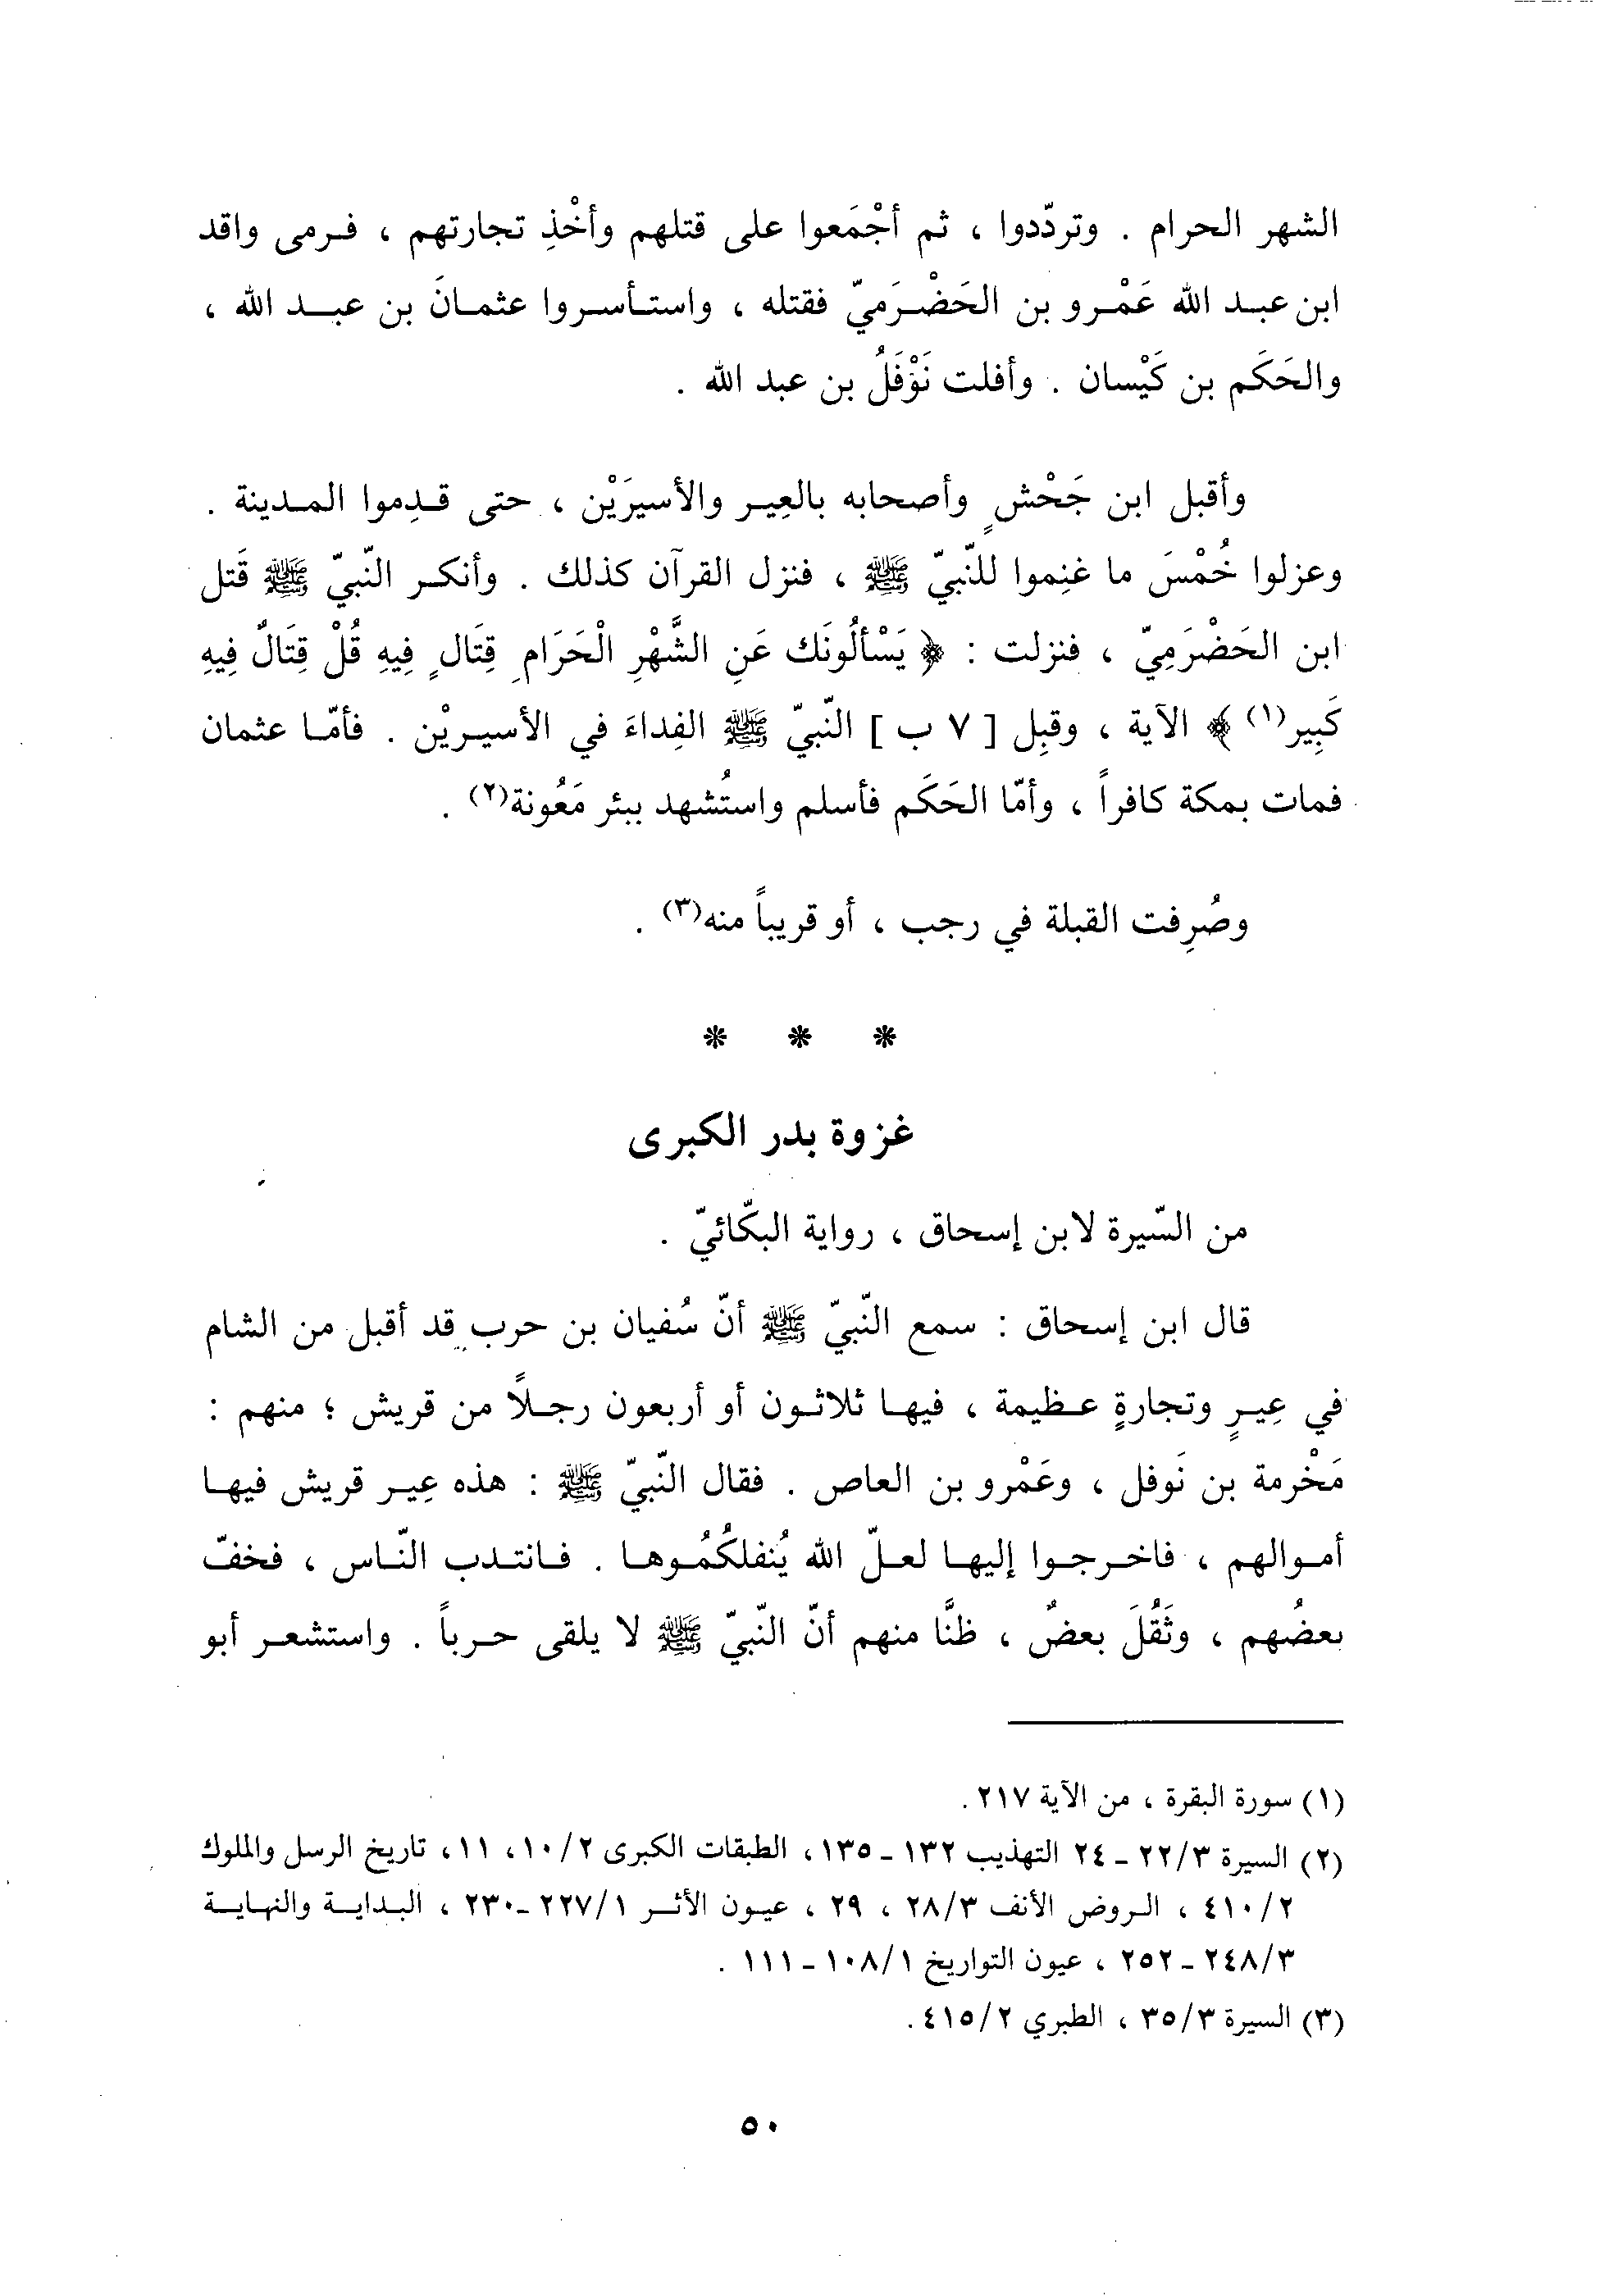 الشهر الحرام . وتردّدوا ، ثم أجْمَعوا على قتلهم وأخْذِ تجارتهم ، فرمى واقد
ابن عبد الله عَمْرو بن الحَضْرَميّ فقتله ، واستأسروا عثمانَ بن عبد الله ،
والحَكَم بن كَيْسان . وأفلت نَوْفَلُ بن عبد الله .
وأقبل ابن جَحْشٍ وأصحابه بالعِير والأسيرَيْن ، حتى قدِموا المدينة .
وعزلوا خُمْسَ ما غنِموا للنّبيّ ﷺ ، فنزل القرآن كذلك . وأنكر النّبيّ ﷺ قَتل
ابن الحَضْرَمِيّ ، فنزلت : ﴿ يَسْألُونَك عَنِ الشَّهْرِ الْحَرَامِ قِتَالٍ فِيهِ قُلْ قِتَالٌ فِيهِ
كَبِير(١) ﴾ الآية ، وقبِل [ ٧ ب ] النّبيّ ﷺ الفِداءَ في الأسيريْن . فأمّا عثمان
فمات بمكة كافراً ، وأمّا الحَكَم فأسلم واستُشهد ببئر مَعُونة(٢) .
وصُرِفت القبلة في رجب ، أو قريباً منه(٣) .
* * *
غزوة بدر الكبرى
من السّيرة لابن إسحاق ، رواية البكّائيّ .
قال ابن إسحاق : سمع النّبيّ ﷺ أنّ سُفيان بن حرب قد أقبل من الشام
في عِيرٍ وتجارةٍ عظيمة ، فيها ثلاثون أو أربعون رجلاً من قريش ؛ منهم :
مَخْرمة بن نَوفل ، وعَمْرو بن العاص . فقال النّبيّ ﷺ : هذه عِير قريش فيها
أموالهم ، فاخرجوا إليها لعلّ الله يُنفلكُمُوها . فانتدب النّاس ، فخفّ
بعضُهم ، وثَقُلَ بعضٌ ، ظنَّا منهم أنّ النّبيّ ﷺ لا يلقى حرباً . واستشعر أبو
(١) سورة البقرة ، من الآية ٢١٧ .
(٢) السيرة ٢٢/٣ ـ ٢٤ التهذيب ١٣٢ ـ ١٣٥ ، الطبقات الكبرى ١٠/٢ ، ١١ ، تاريخ الرسل والملوك
٤١٠/٢ ، الروض الأنف ٢٨/٣ ، ٢٩ ، عيون الأثر ٢٢٧/١ ـ ٢٣٠ ، البداية والنهاية
٢٤٨/٣ ـ ٢٥٢ ، عيون التواريخ ١٠٨/١ ـ ١١١ .
(٣) السيرة ٣٥/٣ ، الطبري ٤١٥/٢ .
٥٠